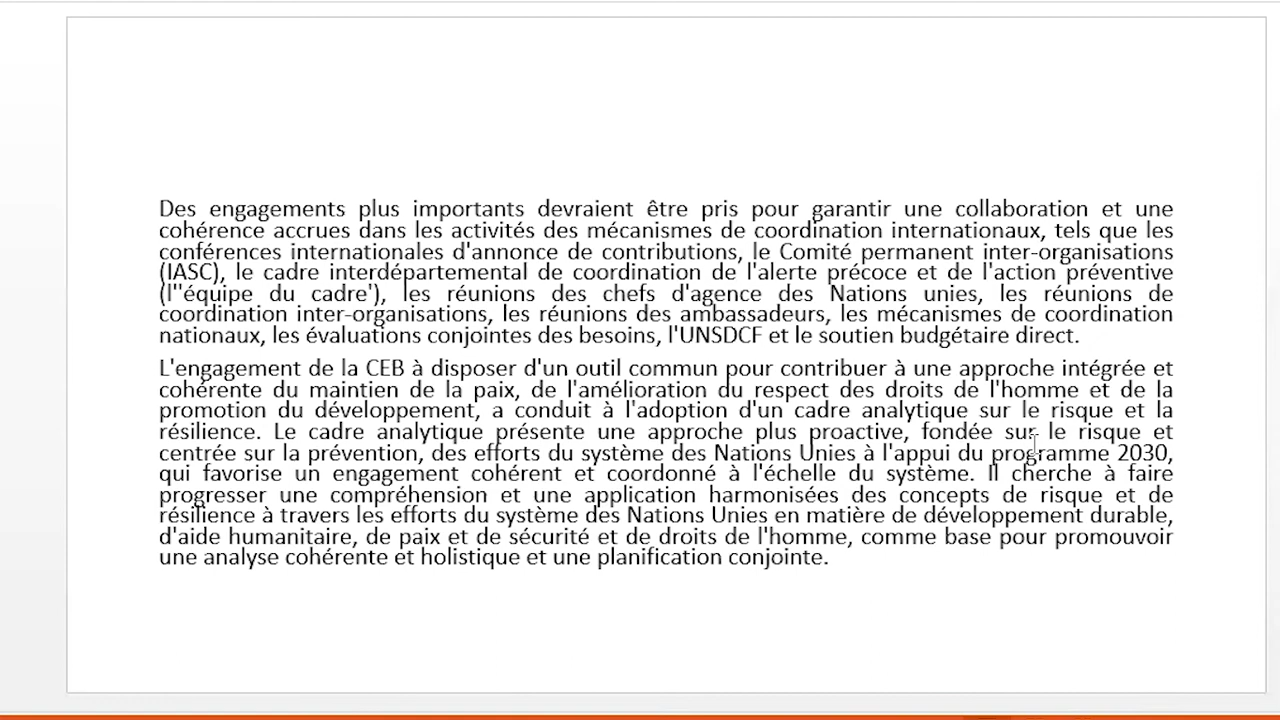 Des engagements plus importants devraient être pris pour garantir une collaboration et une
cohérence accrues dans les activités des mécanismes de coordination internationaux, tels que les
conférences internationales d'annonce de contributions, le Comité permanent inter-organisations
(IASC), le cadre interdépartemental de coordination de l'alerte précoce et de l'action préventive
(l''équipe du cadre'), les réunions des chefs d'agence des Nations unies, les réunions de
coordination inter-organisations, les réunions des ambassadeurs, les mécanismes de coordination
nationaux, les évaluations conjointes des besoins, l'UNSDCF et le soutien budgétaire direct.
L'engagement de la CEB à disposer d'un outil commun pour contribuer à une approche intégrée et
cohérente du maintien de la paix, de l'amélioration du respect des droits de l'homme et de la
promotion du développement, a conduit à l'adoption d'un cadre analytique sur le risque et la
résilience. Le cadre analytique présente une approche plus proactive, fondée sur le risque et
centrée sur la prévention, des efforts du système des Nations Unies à l'appui du programme 2030,
qui favorise un engagement cohérent et coordonné à l'échelle du système. Il cherche à faire
progresser une compréhension et une application harmonisées des concepts de risque et de
résilience à travers les efforts du système des Nations Unies en matière de développement durable,
d'aide humanitaire, de paix et de sécurité et de droits de l'homme, comme base pour promouvoir
une analyse cohérente et holistique et une planification conjointe.